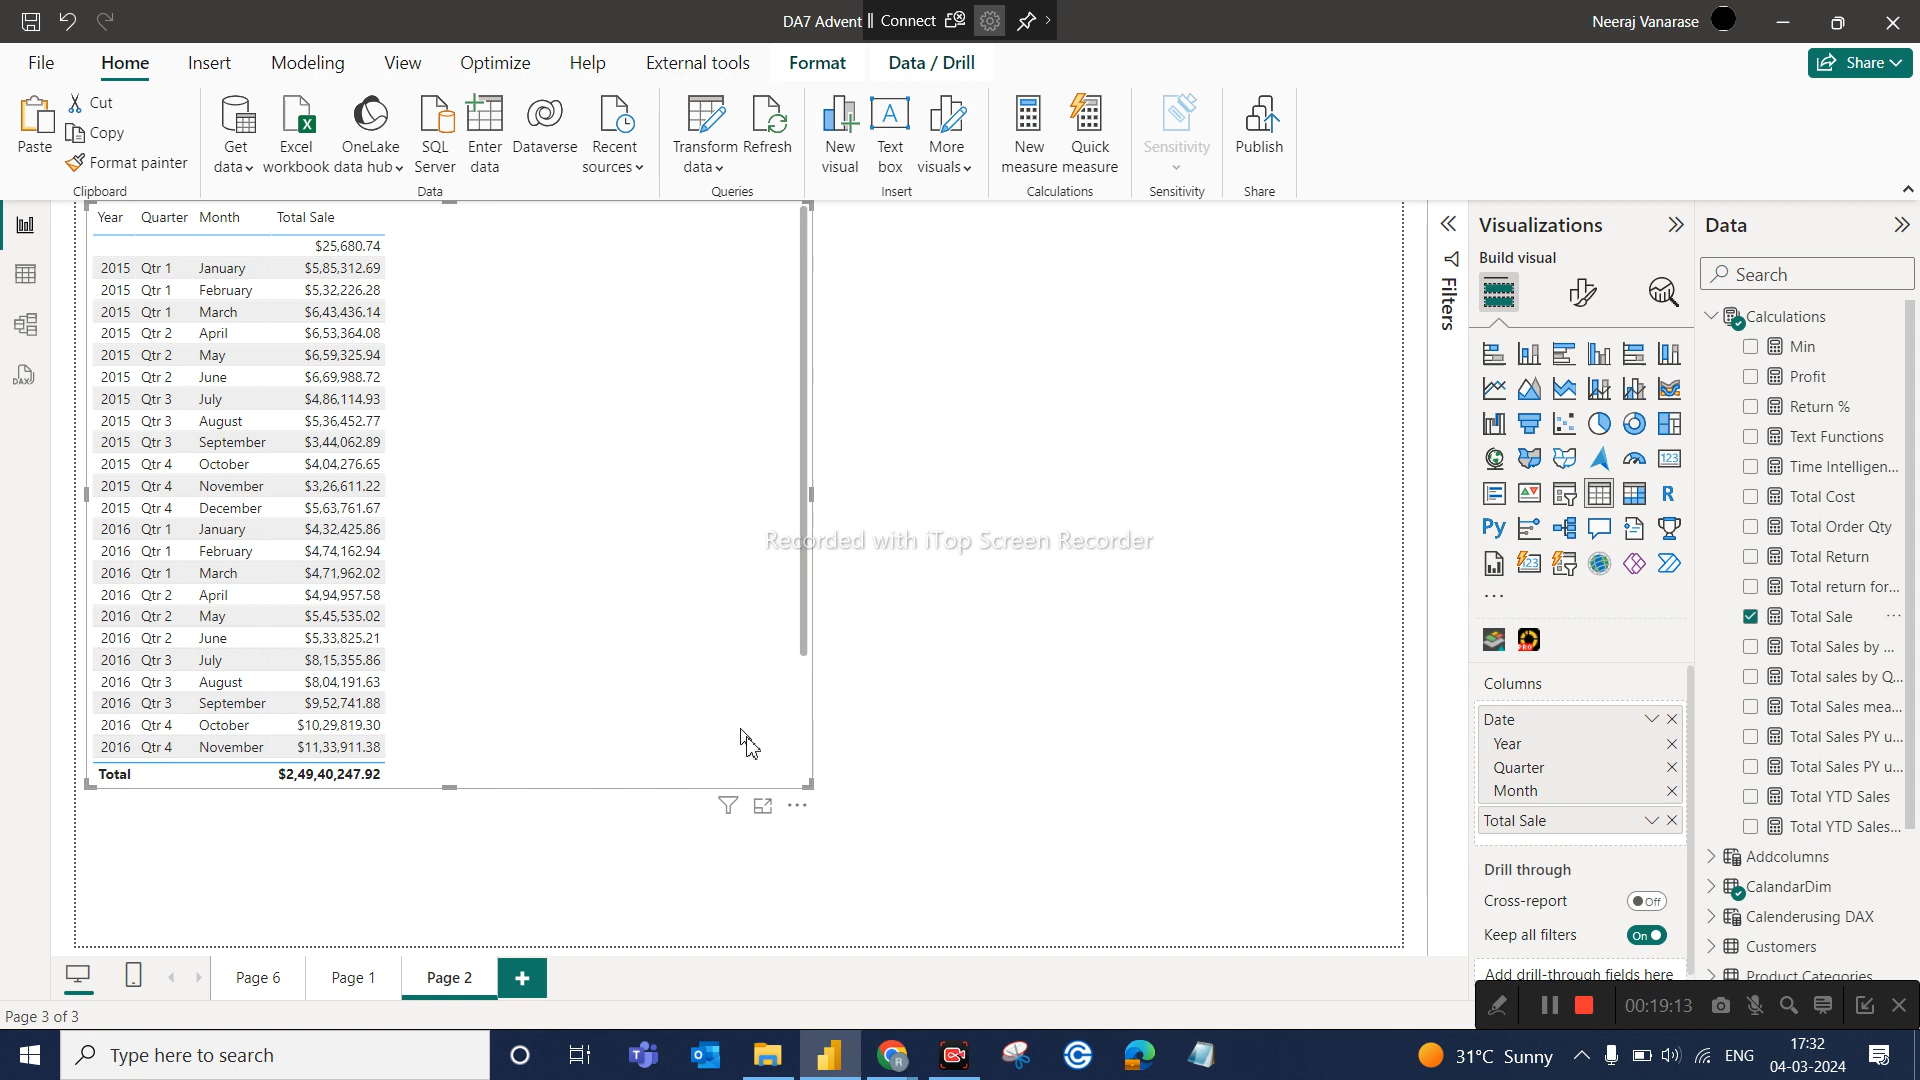 DA7 Advent
Connect
Neeraj Vanarase
File Home Insert Modeling View Optimize Help External tools Format Data / Drill
Share
Paste
Cut
Copy
Format painter
Clipboard
Get data
Excel workbook
OneLake data hub
SQL Server
Enter data
Dataverse
Recent sources
Data
Transform data
Refresh
Queries
New visual
Text box
More visuals
Insert
New measure
Quick measure
Calculations
Sensitivity
Sensitivity
Publish
Share
Year Quarter Month Total Sale
$25,680.74
2015 Qtr 1 January $5,85,312.69
2015 Qtr 1 February $5,32,226.28
2015 Qtr 1 March $6,43,436.14
2015 Qtr 2 April $6,53,364.08
2015 Qtr 2 May $6,59,325.94
2015 Qtr 2 June $6,69,988.72
2015 Qtr 3 July $4,86,114.93
2015 Qtr 3 August $5,36,452.77
2015 Qtr 3 September $3,44,062.89
2015 Qtr 4 October $4,04,276.65
2015 Qtr 4 November $3,26,611.22
2015 Qtr 4 December $5,63,761.67
2016 Qtr 1 January $4,32,425.86
2016 Qtr 1 February $4,74,162.94
2016 Qtr 1 March $4,71,962.02
2016 Qtr 2 April $4,94,957.58
2016 Qtr 2 May $5,45,535.02
2016 Qtr 2 June $5,33,825.21
2016 Qtr 3 July $8,15,355.86
2016 Qtr 3 August $8,04,191.63
2016 Qtr 3 September $9,52,741.88
2016 Qtr 4 October $10,29,819.30
2016 Qtr 4 November $11,33,911.38
Total $2,49,40,247.92
Recorded with iTop Screen Recorder
Filters
Visualizations
Build visual
R
Py
123
123
PRO
Columns
Date
Year
Quarter
Month
Total Sale
Drill through
Cross-report Off
Keep all filters On
Add drill-through fields here
Data
Search
Calculations
Min
Profit
Return %
Text Functions
Time Intelligen...
Total Cost
Total Order Qty
Total Return
Total return for...
Total Sale
Total Sales by ...
Total sales by Q...
Total Sales mea...
Total Sales PY u...
Total Sales PY u...
Total YTD Sales
Total YTD Sales...
Addcolumns
CalandarDim
Calenderusing DAX
Customers
Product Categories
DAX
Page 6 Page 1 Page 2
Page 3 of 3
00:19:13
Type here to search
31°C Sunny
ENG
17:32
04-03-2024